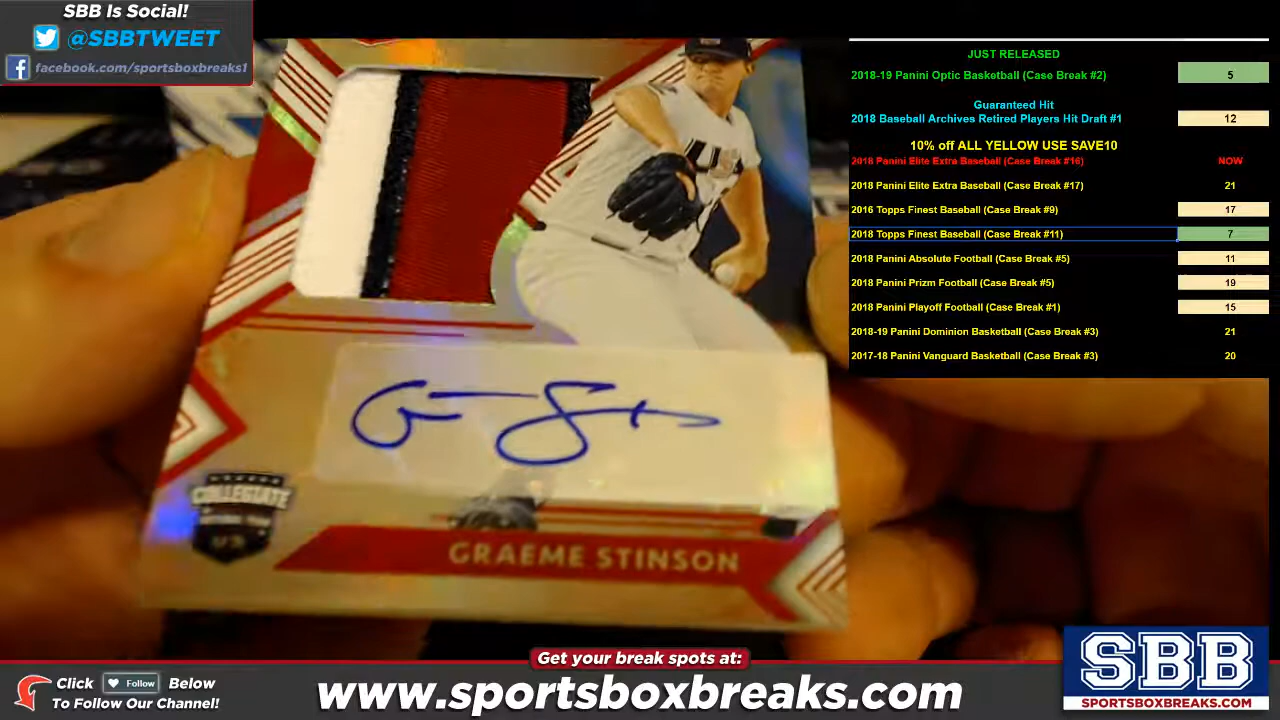 SBB Is Social!
@SBBTWEET
facebook.com/sportsboxbreaks1
JUST RELEASED
2018-19 Panini Optic Basketball (Case Break #2) 5
Guaranteed Hit
2018 Baseball Archives Retired Players Hit Draft #1 12
10% off ALL YELLOW USE SAVE10
2018 Panini Elite Extra Baseball (Case Break #16) NOW
2018 Panini Elite Extra Baseball (Case Break #17) 21
2016 Topps Finest Baseball (Case Break #9) 17
2018 Topps Finest Baseball (Case Break #11) 7
2018 Panini Absolute Football (Case Break #5) 11
2018 Panini Prizm Football (Case Break #5) 19
2018 Panini Playoff Football (Case Break #1) 15
2018-19 Panini Dominion Basketball (Case Break #3) 21
2017-18 Panini Vanguard Basketball (Case Break #3) 20
COLLEGIATE
GRAEME STINSON
Get your break spots at:
Click Follow Below
To Follow Our Channel!
www.sportsboxbreaks.com
SBB
SPORTSBOXBREAKS.COM